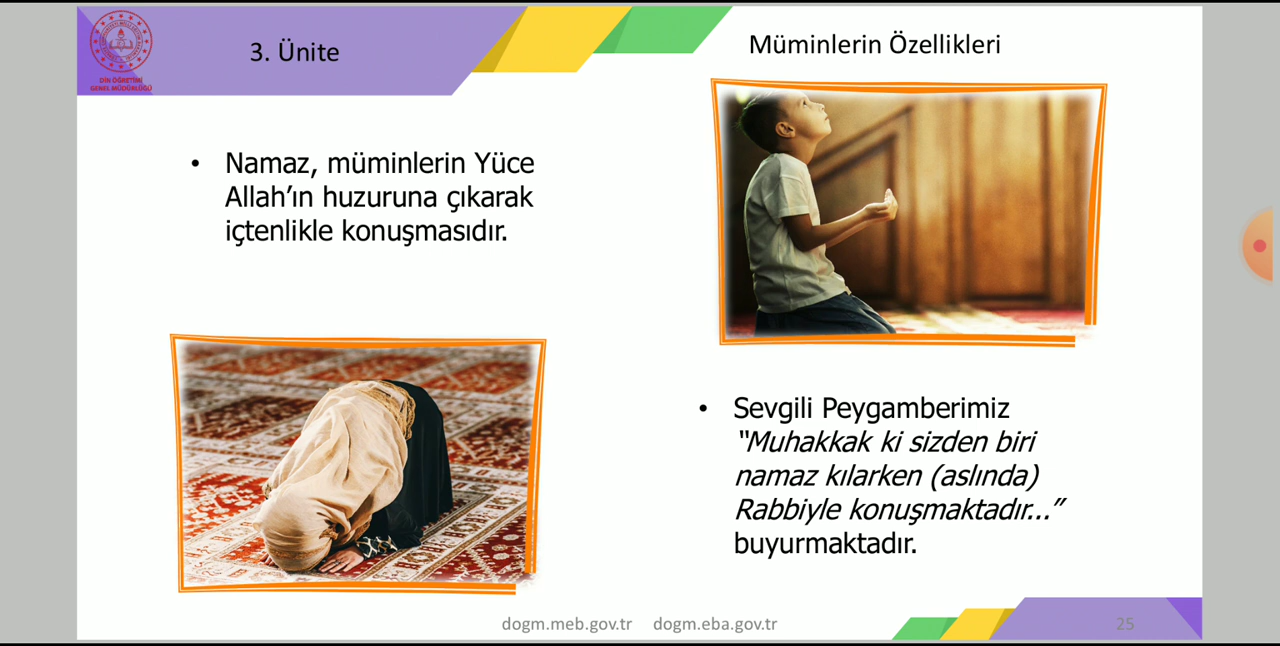 3. Ünite
Müminlerin Özellikleri
DİN ÖĞRETİMİ
GENEL MÜDÜRLÜĞÜ
• Namaz, müminlerin Yüce
Allah’ın huzuruna çıkarak
içtenlikle konuşmasıdır.
• Sevgili Peygamberimiz
“Muhakkak ki sizden biri
namaz kılarken (aslında)
Rabbiyle konuşmaktadır...”
buyurmaktadır.
dogm.meb.gov.tr dogm.eba.gov.tr
25